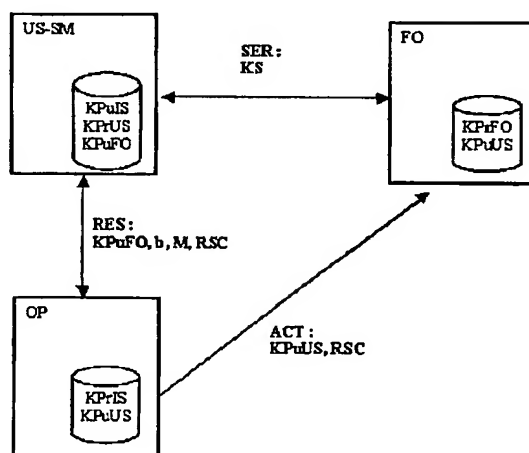 US-SM
KPuIS
KPrUS
KPuFO
SER:
KS
FO
KPrFO
KPuUS
RES:
KPuFO, b, M, RSC
OP
KPrIS
KPuUS
ACT:
KPuUS, RSC